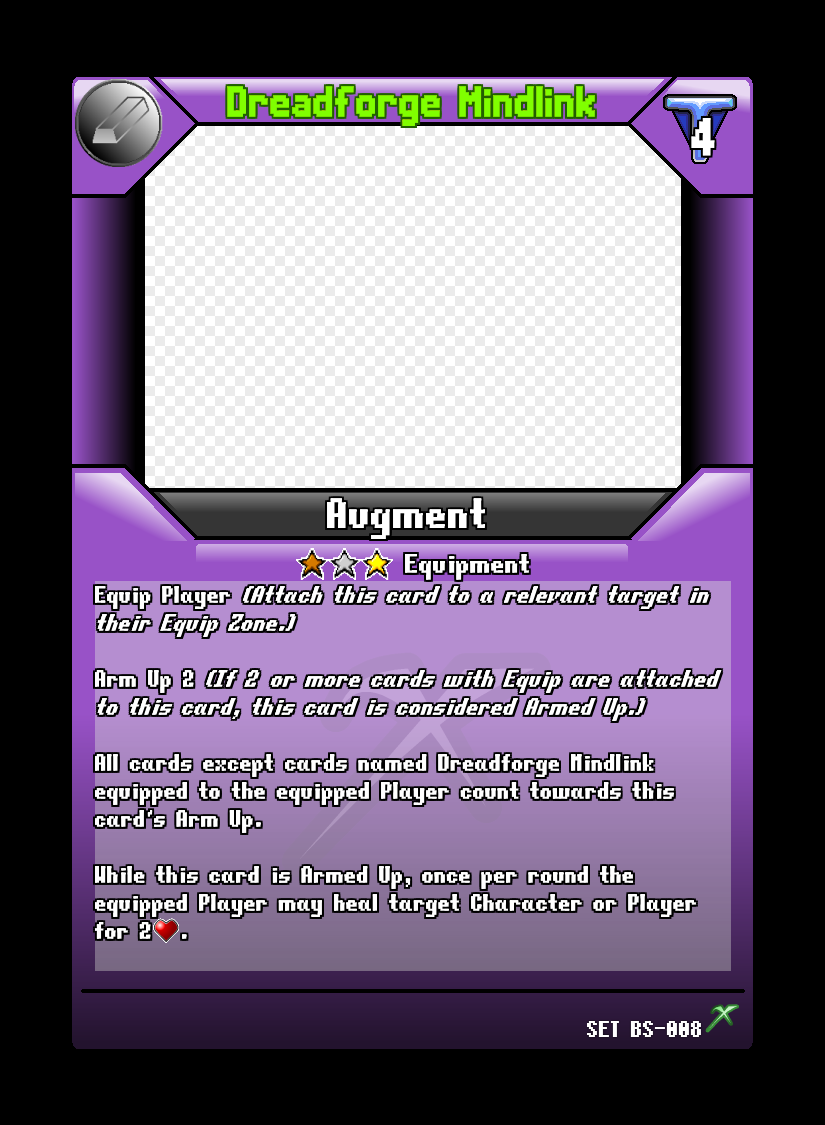 Dreadforge Mindlink
4
Augment
Equipment
Equip Player (Attach this card to a relevant target in
their Equip Zone.)
Arm Up 2 (If 2 or more cards with Equip are attached
to this card, this card is considered Armed Up.)
All cards except cards named Dreadforge Mindlink
equipped to the equipped Player count towards this
card's Arm Up.
While this card is Armed Up, once per round the
equipped Player may heal target Character or Player
for 2❤.
SET BS-008